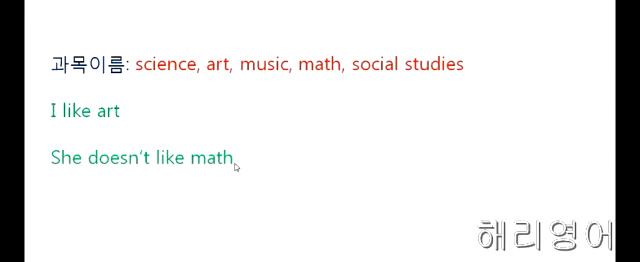 과목이름: science, art, music, math, social studies
I like art
She doesn't like math
해리영어